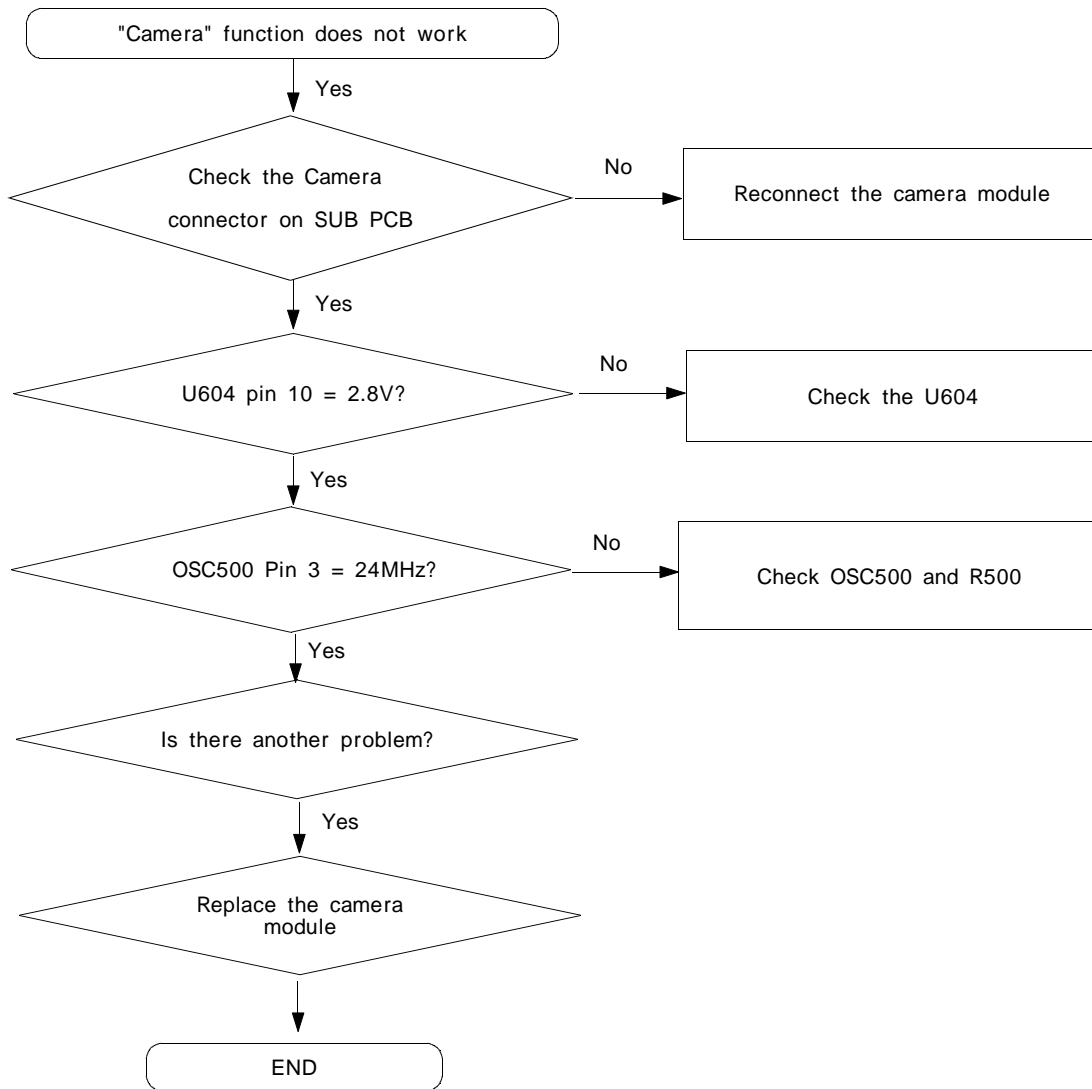 "Camera" function does not work
Yes
Check the Camera
connector on SUB PCB
No
Reconnect the camera module
Yes
U604 pin 10 = 2.8V?
No
Check the U604
Yes
OSC500 Pin 3 = 24MHz?
No
Check OSC500 and R500
Yes
Is there another problem?
Yes
Replace the camera
module
END